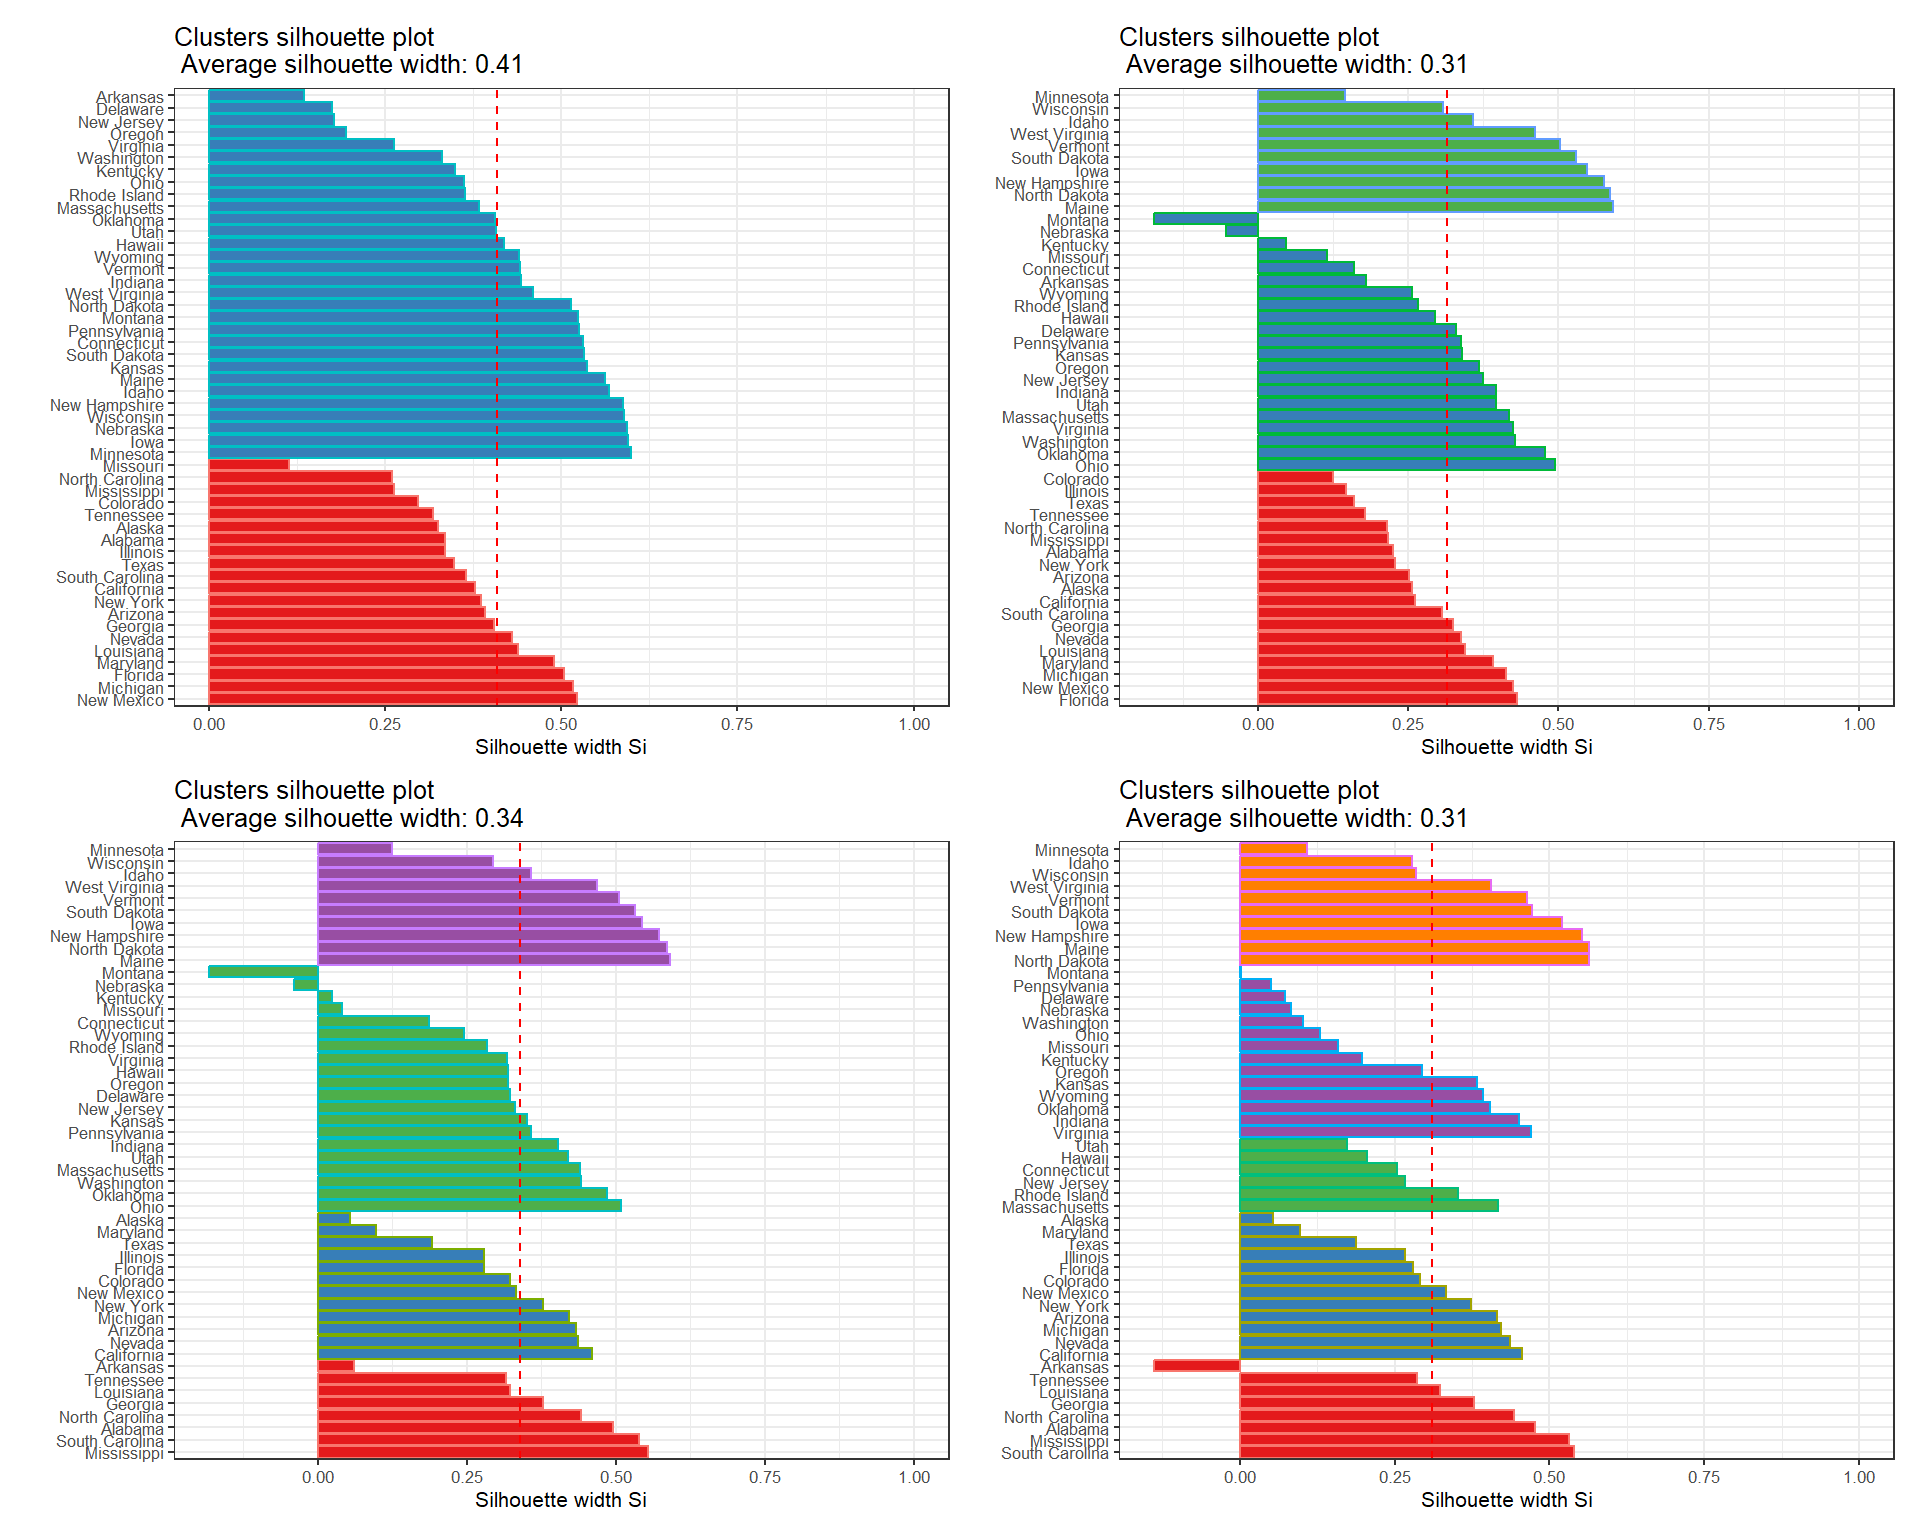 Clusters silhouette plot
Average silhouette width: 0.41
Arkansas
Delaware
New Jersey
Oregon
Virginia
Washington
Kentucky
Ohio
Rhode Island
Massachusetts
Oklahoma
Utah
Hawaii
Wyoming
Vermont
Indiana
West Virginia
North Dakota
Montana
Pennsylvania
Connecticut
South Dakota
Kansas
Maine
Idaho
New Hampshire
Wisconsin
Nebraska
Iowa
Minnesota
Missouri
North Carolina
Mississippi
Colorado
Tennessee
Alaska
Alabama
Illinois
Texas
South Carolina
California
New York
Arizona
Georgia
Nevada
Louisiana
Maryland
Florida
Michigan
New Mexico
0.00 0.25 0.50 0.75 1.00
Silhouette width Si
Clusters silhouette plot
Average silhouette width: 0.31
Minnesota
Wisconsin
Idaho
West Virginia
Vermont
South Dakota
Iowa
New Hampshire
North Dakota
Maine
Montana
Nebraska
Kentucky
Missouri
Connecticut
Arkansas
Wyoming
Rhode Island
Hawaii
Delaware
Pennsylvania
Kansas
Oregon
New Jersey
Indiana
Utah
Massachusetts
Virginia
Washington
Oklahoma
Ohio
Colorado
Illinois
Texas
Tennessee
North Carolina
Mississippi
Alabama
New York
Arizona
Alaska
California
South Carolina
Georgia
Nevada
Louisiana
Maryland
Michigan
New Mexico
Florida
0.00 0.25 0.50 0.75 1.00
Silhouette width Si
Clusters silhouette plot
Average silhouette width: 0.34
Minnesota
Wisconsin
Idaho
West Virginia
Vermont
South Dakota
Iowa
New Hampshire
North Dakota
Maine
Montana
Nebraska
Kentucky
Missouri
Connecticut
Wyoming
Rhode Island
Virginia
Hawaii
Oregon
Delaware
New Jersey
Kansas
Pennsylvania
Indiana
Utah
Massachusetts
Washington
Oklahoma
Ohio
Alaska
Maryland
Texas
Illinois
Florida
Colorado
New Mexico
New York
Michigan
Arizona
Nevada
California
Arkansas
Tennessee
Louisiana
Georgia
North Carolina
Alabama
South Carolina
Mississippi
0.00 0.25 0.50 0.75 1.00
Silhouette width Si
Clusters silhouette plot
Average silhouette width: 0.31
Minnesota
Idaho
Wisconsin
West Virginia
Vermont
South Dakota
Iowa
New Hampshire
Maine
North Dakota
Montana
Pennsylvania
Delaware
Nebraska
Washington
Ohio
Missouri
Kentucky
Oregon
Kansas
Wyoming
Oklahoma
Indiana
Virginia
Utah
Hawaii
Connecticut
New Jersey
Rhode Island
Massachusetts
Alaska
Maryland
Texas
Illinois
Florida
Colorado
New Mexico
New York
Arizona
Michigan
Nevada
California
Arkansas
Tennessee
Louisiana
Georgia
North Carolina
Alabama
Mississippi
South Carolina
0.00 0.25 0.50 0.75 1.00
Silhouette width Si